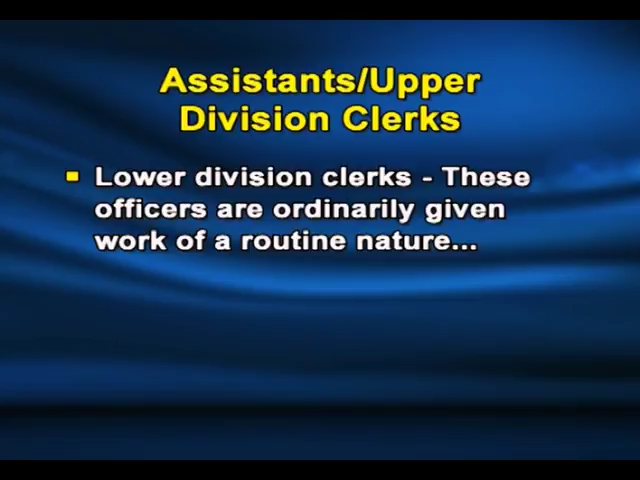 Assistants/Upper
Division Clerks
Lower division clerks - These
officers are ordinarily given
work of a routine nature...